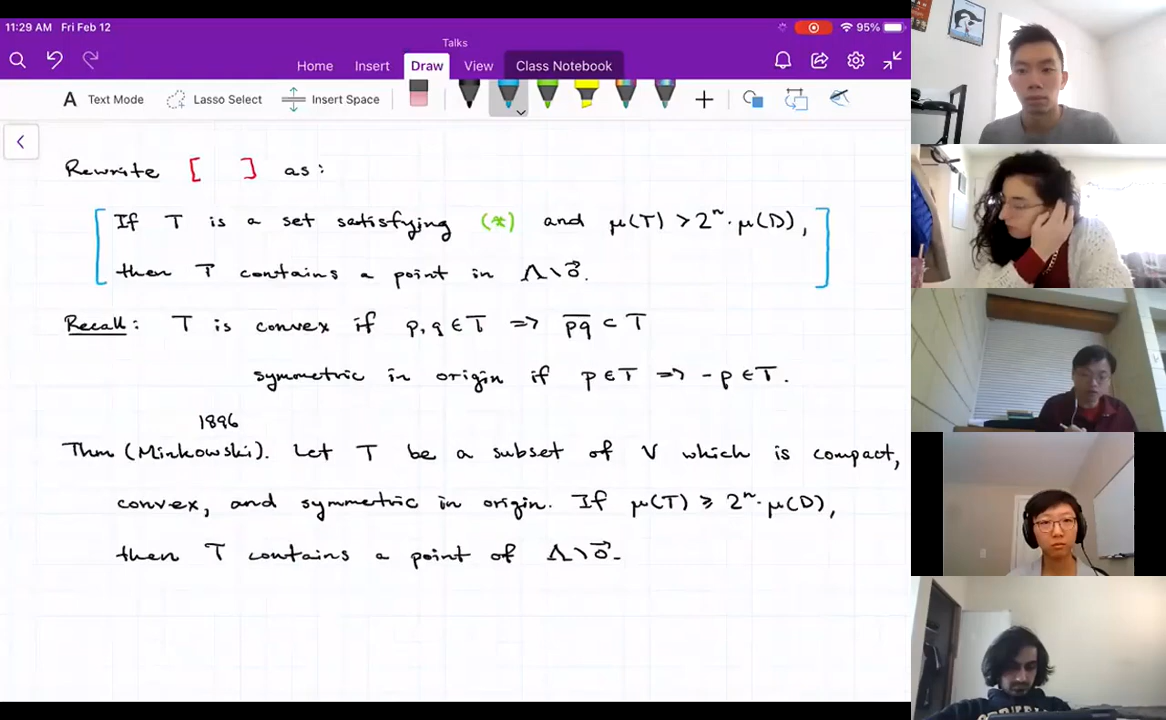 11:29 AM Fri Feb 12
95%
Talks
Home Insert Draw View Class Notebook
A Text Mode Lasso Select Insert Space
Rewrite [ ] as:
If T is a set satisfying (*) and μ(T) > 2ⁿ·μ(D),
then T contains a point in Λ\0⃗.
Recall: T is convex if p,q ∈ T ⇒ p̅q̅ ⊂ T
symmetric in origin if p ∈ T ⇒ -p ∈ T.
1896
Thm (Minkowski). Let T be a subset of V which is compact,
convex, and symmetric in origin. If μ(T) ≥ 2ⁿ·μ(D),
then T contains a point of Λ\0⃗.